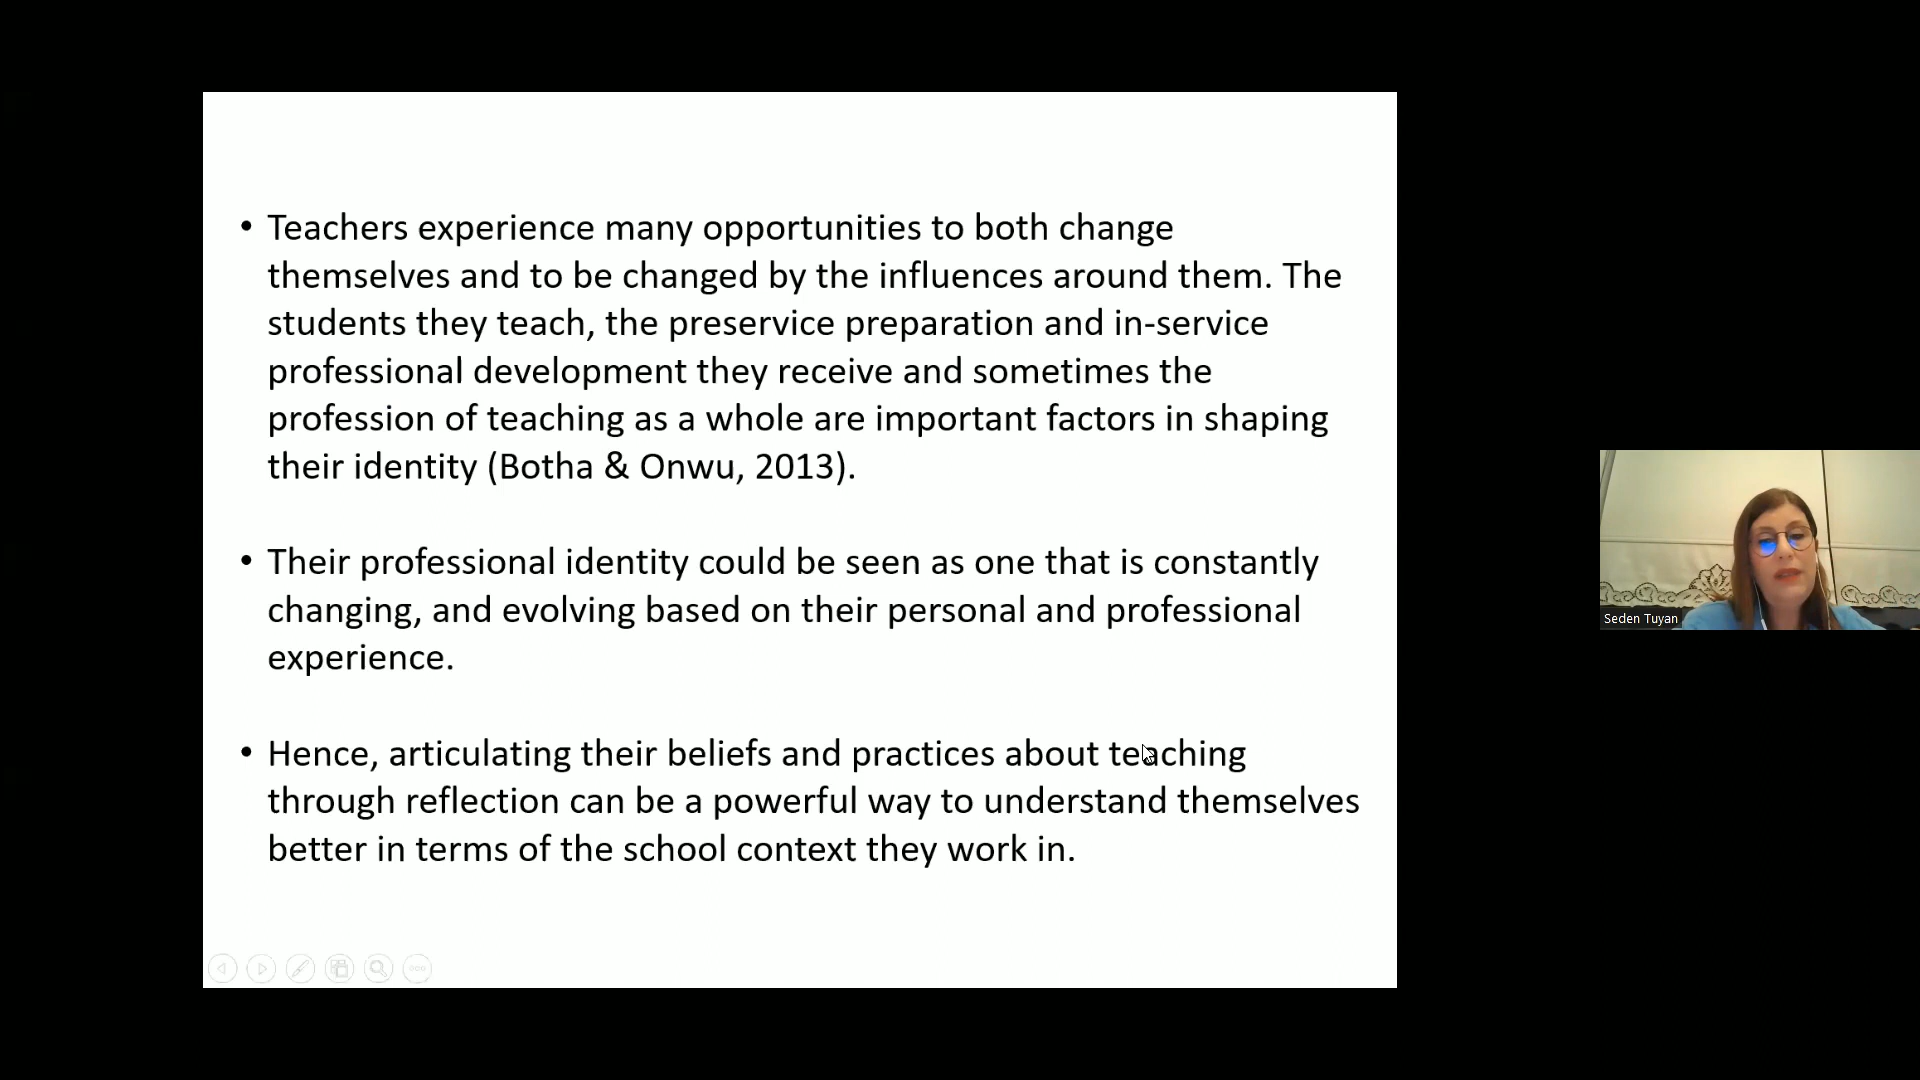 • Teachers experience many opportunities to both change
themselves and to be changed by the influences around them. The
students they teach, the preservice preparation and in-service
professional development they receive and sometimes the
profession of teaching as a whole are important factors in shaping
their identity (Botha & Onwu, 2013).
• Their professional identity could be seen as one that is constantly
changing, and evolving based on their personal and professional
experience.
• Hence, articulating their beliefs and practices about teaching
through reflection can be a powerful way to understand themselves
better in terms of the school context they work in.
Seden Tuyan